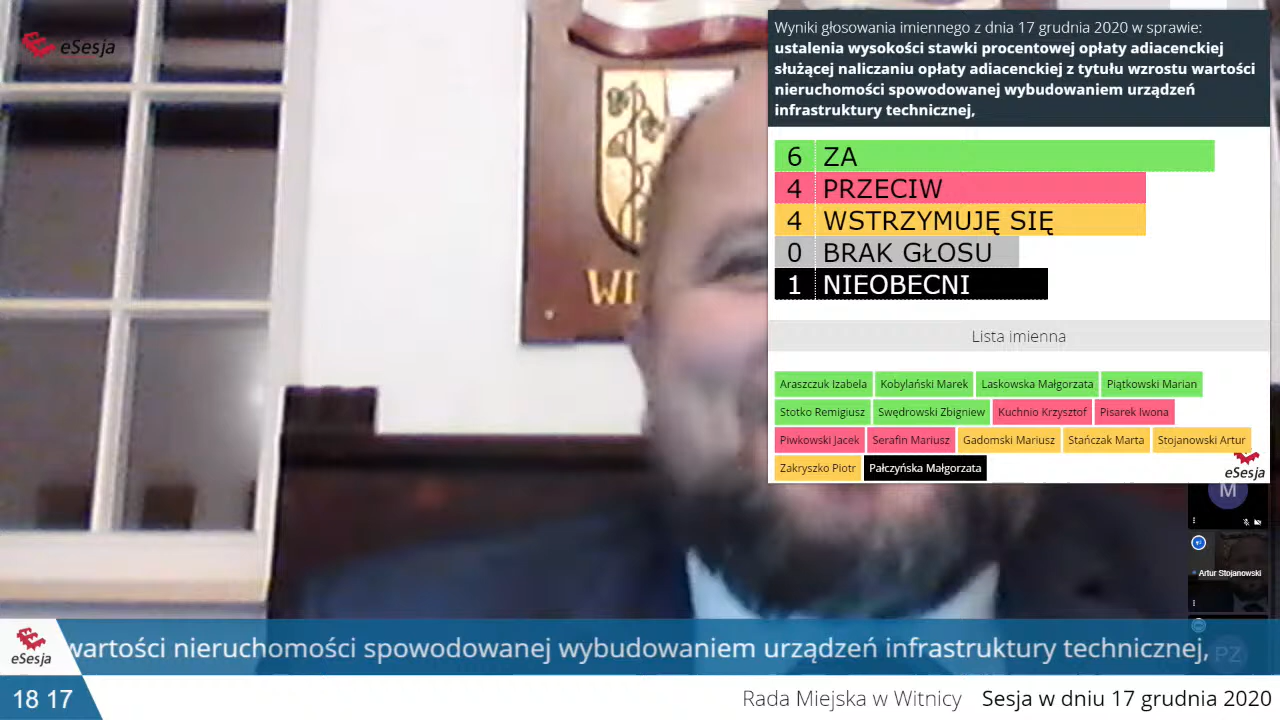 eSesja
Wyniki głosowania imiennego z dnia 17 grudnia 2020 w sprawie:
ustalenia wysokości stawki procentowej opłaty adiacenckiej
służącej naliczaniu opłaty adiacenckiej z tytułu wzrostu wartości
nieruchomości spowodowanej wybudowaniem urządzeń
infrastruktury technicznej,
6 ZA
4 PRZECIW
4 WSTRZYMUJĘ SIĘ
0 BRAK GŁOSU
1 NIEOBECNI
Lista imienna
Araszczuk Izabela Kobylański Marek Laskowska Małgorzata Piątkowski Marian
Stotko Remigiusz Swędrowski Zbigniew Kuchnio Krzysztof Pisarek Iwona
Piwkowski Jacek Serafin Mariusz Gadomski Mariusz Stańczak Marta Stojanowski Artur
Zakryszko Piotr Pałczyńska Małgorzata
eSesja
M
Artur Stojanowski
PZ
eSesja
wartości nieruchomości spowodowanej wybudowaniem urządzeń infrastruktury technicznej,
18 17
Rada Miejska w Witnicy Sesja w dniu 17 grudnia 2020